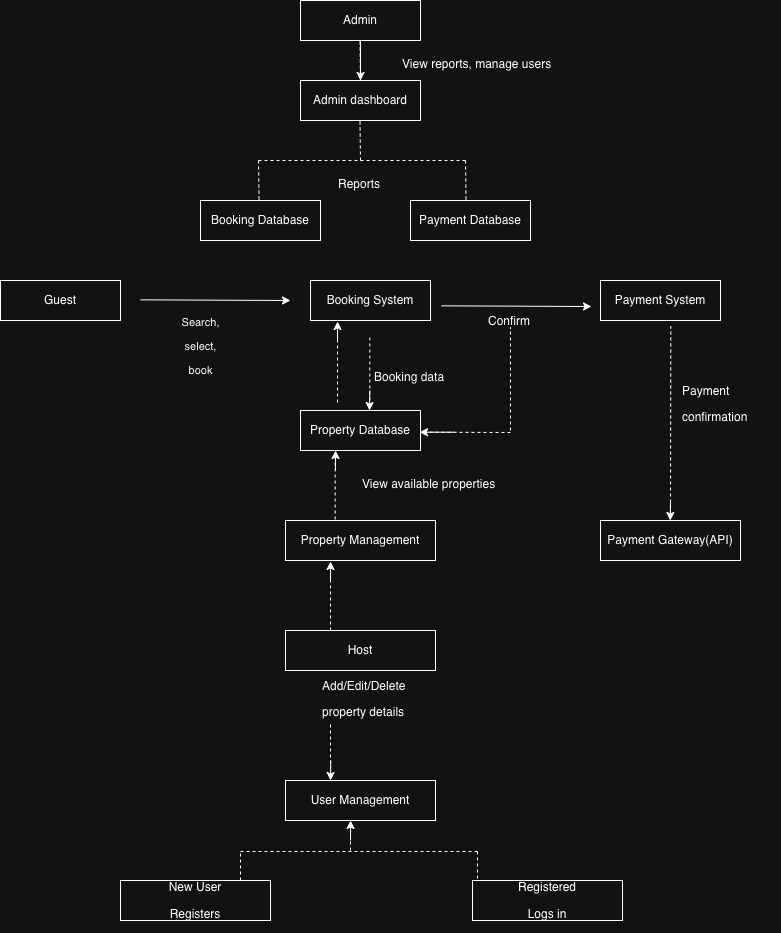 Admin
View reports, manage users
Admin dashboard
Reports
Booking Database
Payment Database
Guest
Booking System
Payment System
Search,
select,
book
Confirm
Booking data
Payment
confirmation
Property Database
View available properties
Property Management
Payment Gateway(API)
Host
Add/Edit/Delete
property details
User Management
New User
Registers
Registered
Logs in